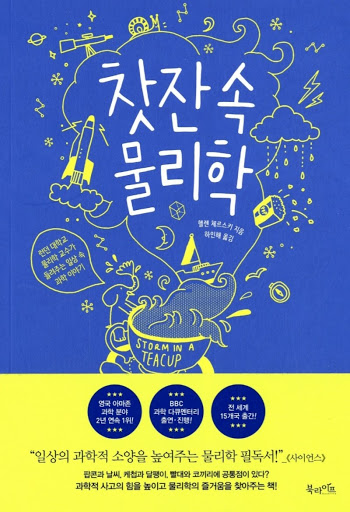 찻잔 속
물리학
헬렌 체르스키 지음
하인해 옮김
런던 대학교
물리학 교수가
들려주는 일상 속
과학 이야기
STORM IN A
TEACUP
★★★
영국 아마존
과학 분야
2년 연속 1위!
★★★
★★★
BBC
과학 다큐멘터리
출연·진행!
★★★
★★★
전 세계
15개국 출간!
★★★
“일상의 과학적 소양을 높여주는 물리학 필독서!”_《사이언스》
팝콘과 날씨, 케첩과 달팽이, 빨대와 코끼리에 공통점이 있다?
과학적 사고의 힘을 높이고 물리학의 즐거움을 찾아주는 책!
북라이프